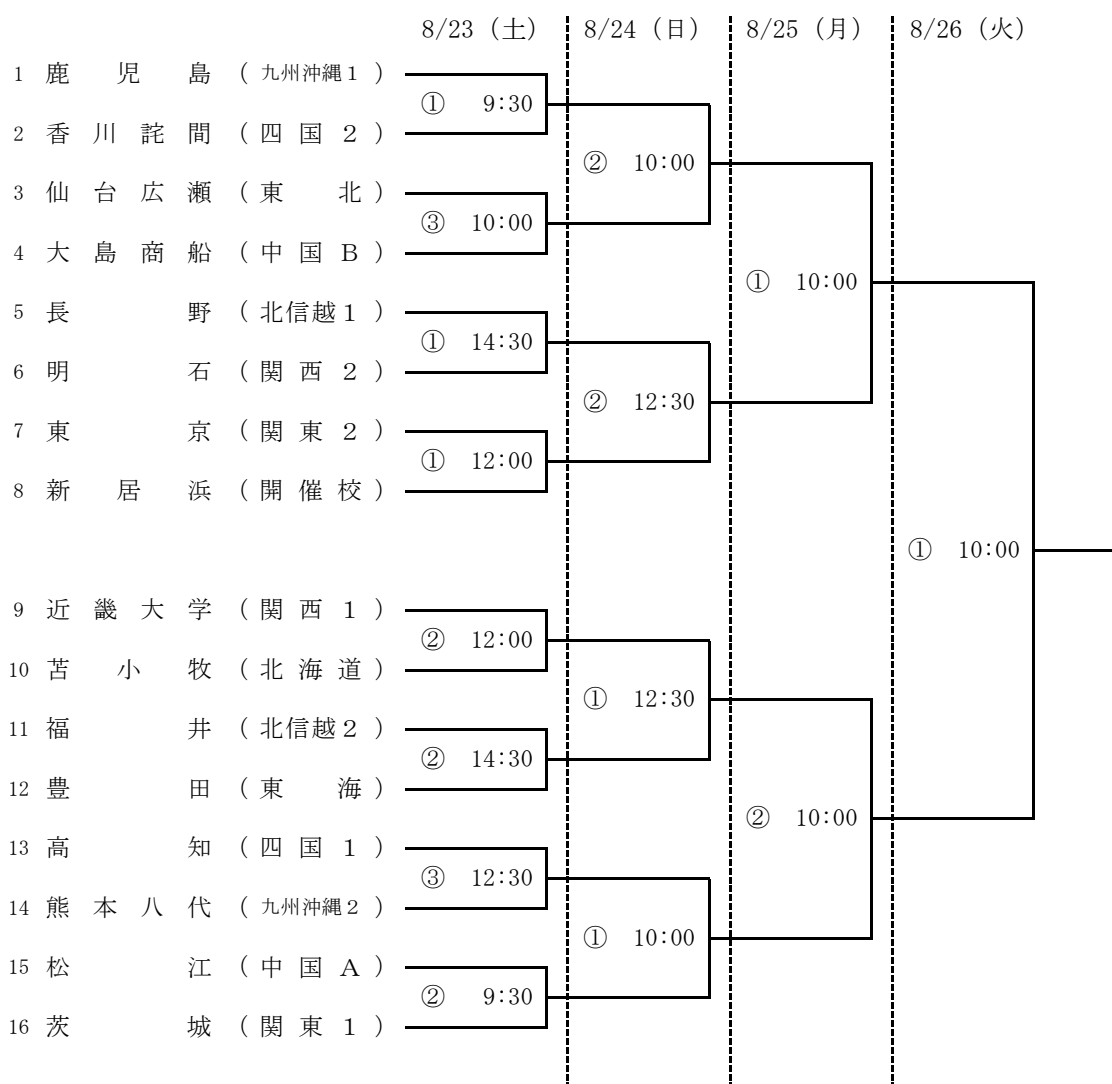 8/23（土） 8/24（日） 8/25（月） 8/26（火）
1 鹿児島（九州沖縄１）
① 9:30
2 香川詫間（四国２）
② 10:00
3 仙台広瀬（東北）
③ 10:00
4 大島商船（中国Ｂ）
① 10:00
5 長野（北信越１）
① 14:30
6 明石（関西２）
② 12:30
7 東京（関東２）
① 12:00
8 新居浜（開催校）
① 10:00
9 近畿大学（関西１）
② 12:00
10 苫小牧（北海道）
① 12:30
11 福井（北信越２）
② 14:30
12 豊田（東海）
② 10:00
13 高知（四国１）
③ 12:30
14 熊本八代（九州沖縄２）
① 10:00
15 松江（中国Ａ）
② 9:30
16 茨城（関東１）